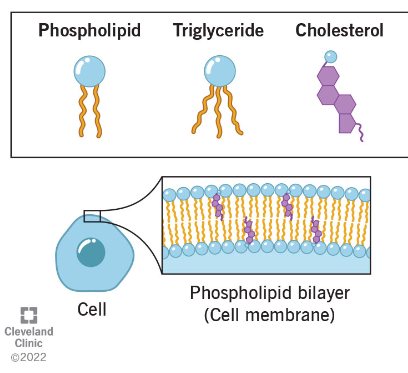 Phospholipid Triglyceride Cholesterol
Cell
Phospholipid bilayer
(Cell membrane)
Cleveland
Clinic
©2022